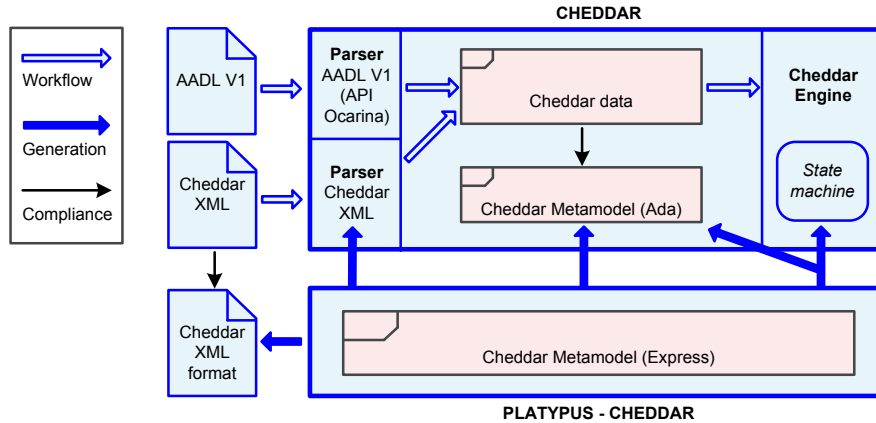 CHEDDAR
Workflow
Generation
Compliance
AADL V1
Cheddar
XML
Cheddar
XML
format
Parser
AADL V1
(API
Ocarina)
Parser
Cheddar
XML
Cheddar data
Cheddar Metamodel (Ada)
Cheddar
Engine
State
machine
Cheddar Metamodel (Express)
PLATYPUS - CHEDDAR